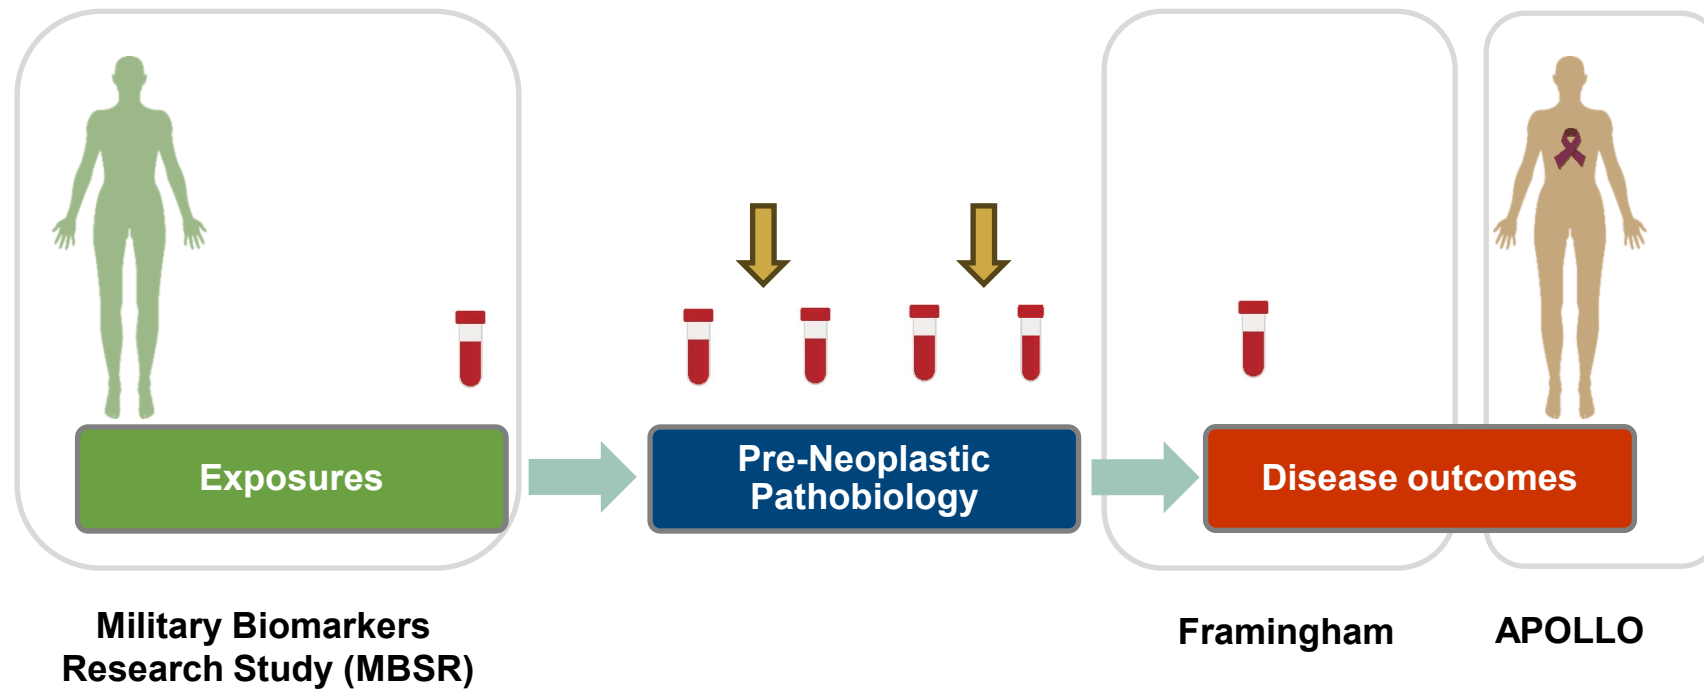 Exposures
Pre-Neoplastic
Pathobiology
Disease outcomes
Military Biomarkers
Research Study (MBSR)
Framingham
APOLLO